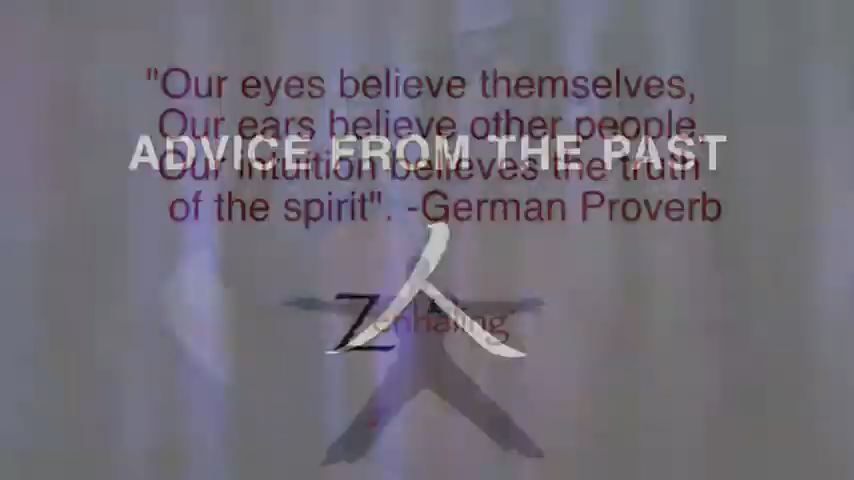 "Our eyes believe themselves,
Our ears believe other people,
ADVICE FROM THE PAST
Our intuition believes the truth
of the spirit". -German Proverb
人
Zenhaling